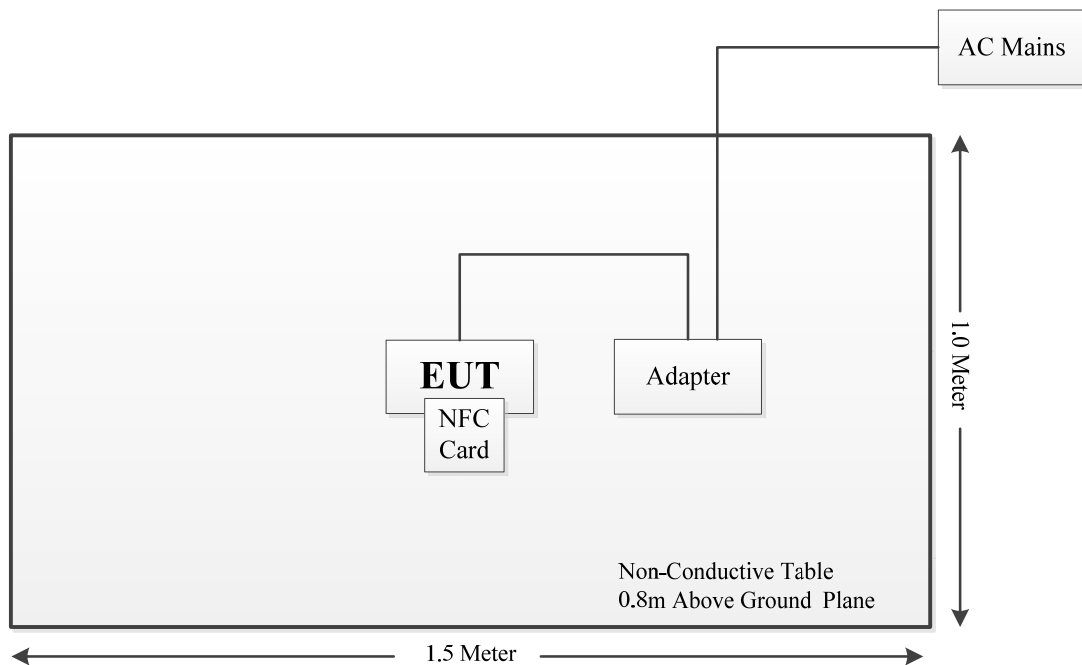 AC Mains
EUT
Adapter
NFC
Card
1.0 Meter
Non-Conductive Table
0.8m Above Ground Plane
1.5 Meter